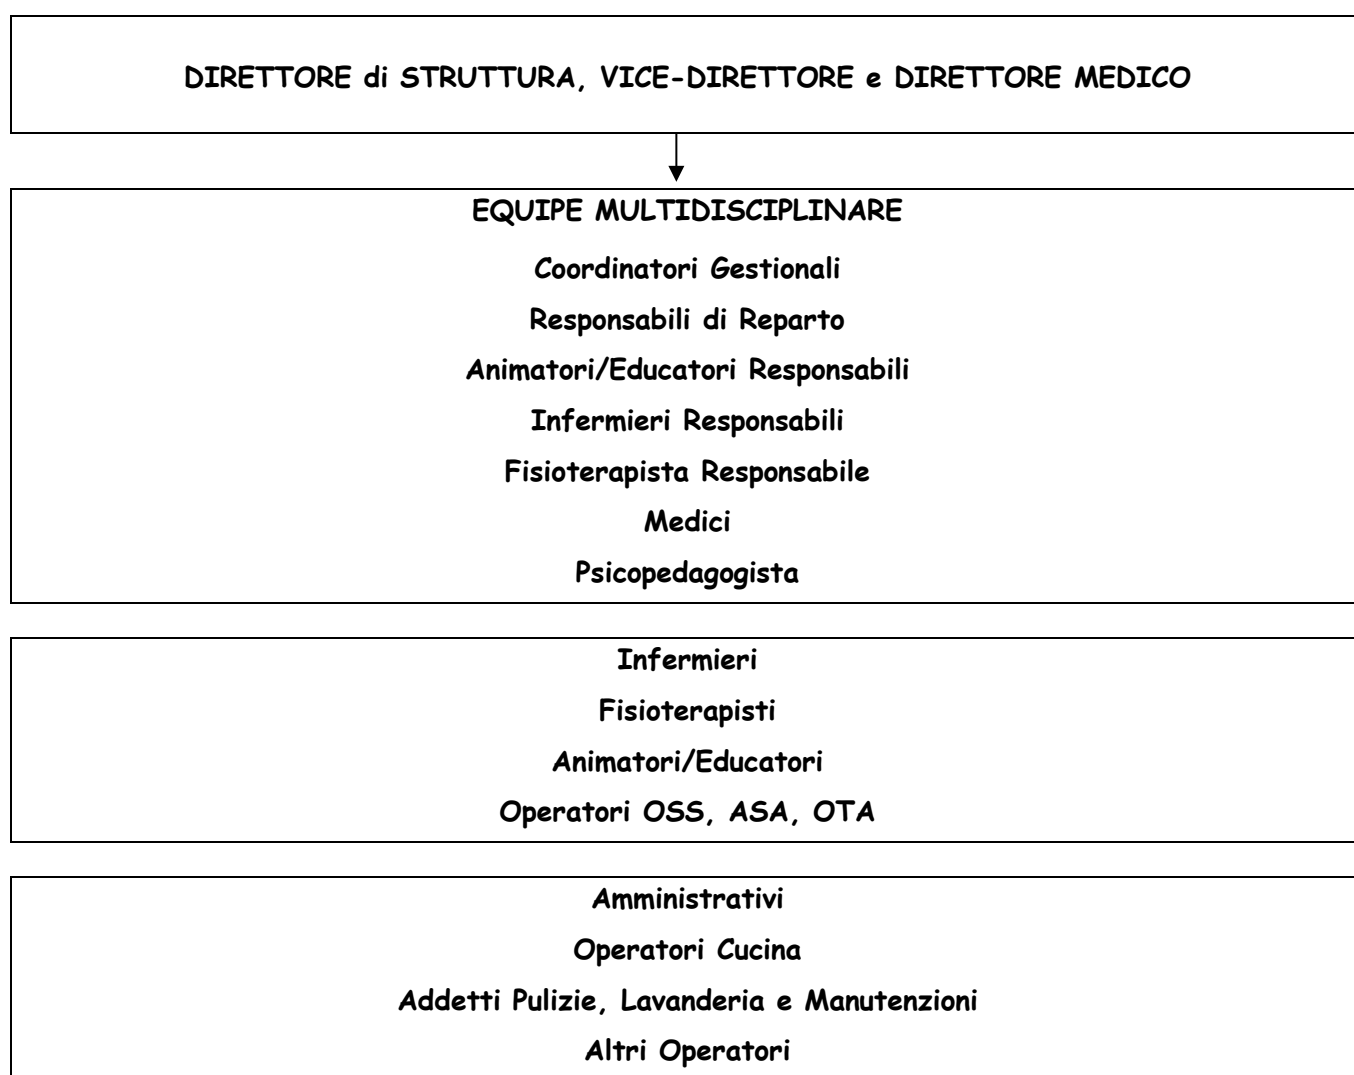 DIRETTORE di STRUTTURA, VICE-DIRETTORE e DIRETTORE MEDICO
EQUIPE MULTIDISCIPLINARE
Coordinatori Gestionali
Responsabili di Reparto
Animatori/Educatori Responsabili
Infermieri Responsabili
Fisioterapista Responsabile
Medici
Psicopedagogista
Infermieri
Fisioterapisti
Animatori/Educatori
Operatori OSS, ASA, OTA
Amministrativi
Operatori Cucina
Addetti Pulizie, Lavanderia e Manutenzioni
Altri Operatori